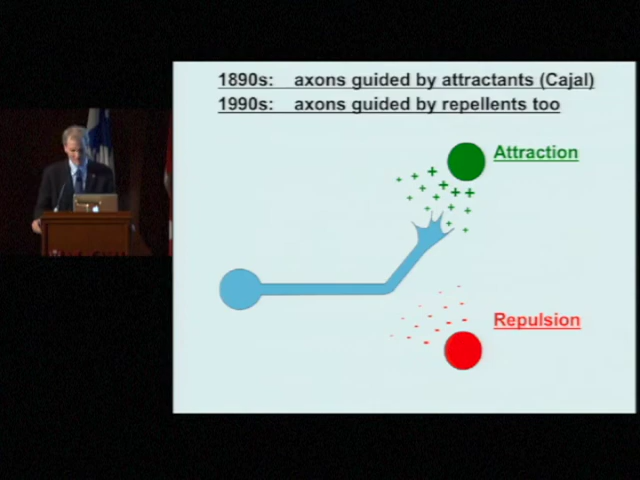 1890s: axons guided by attractants (Cajal)
1990s: axons guided by repellents too
Attraction
Repulsion